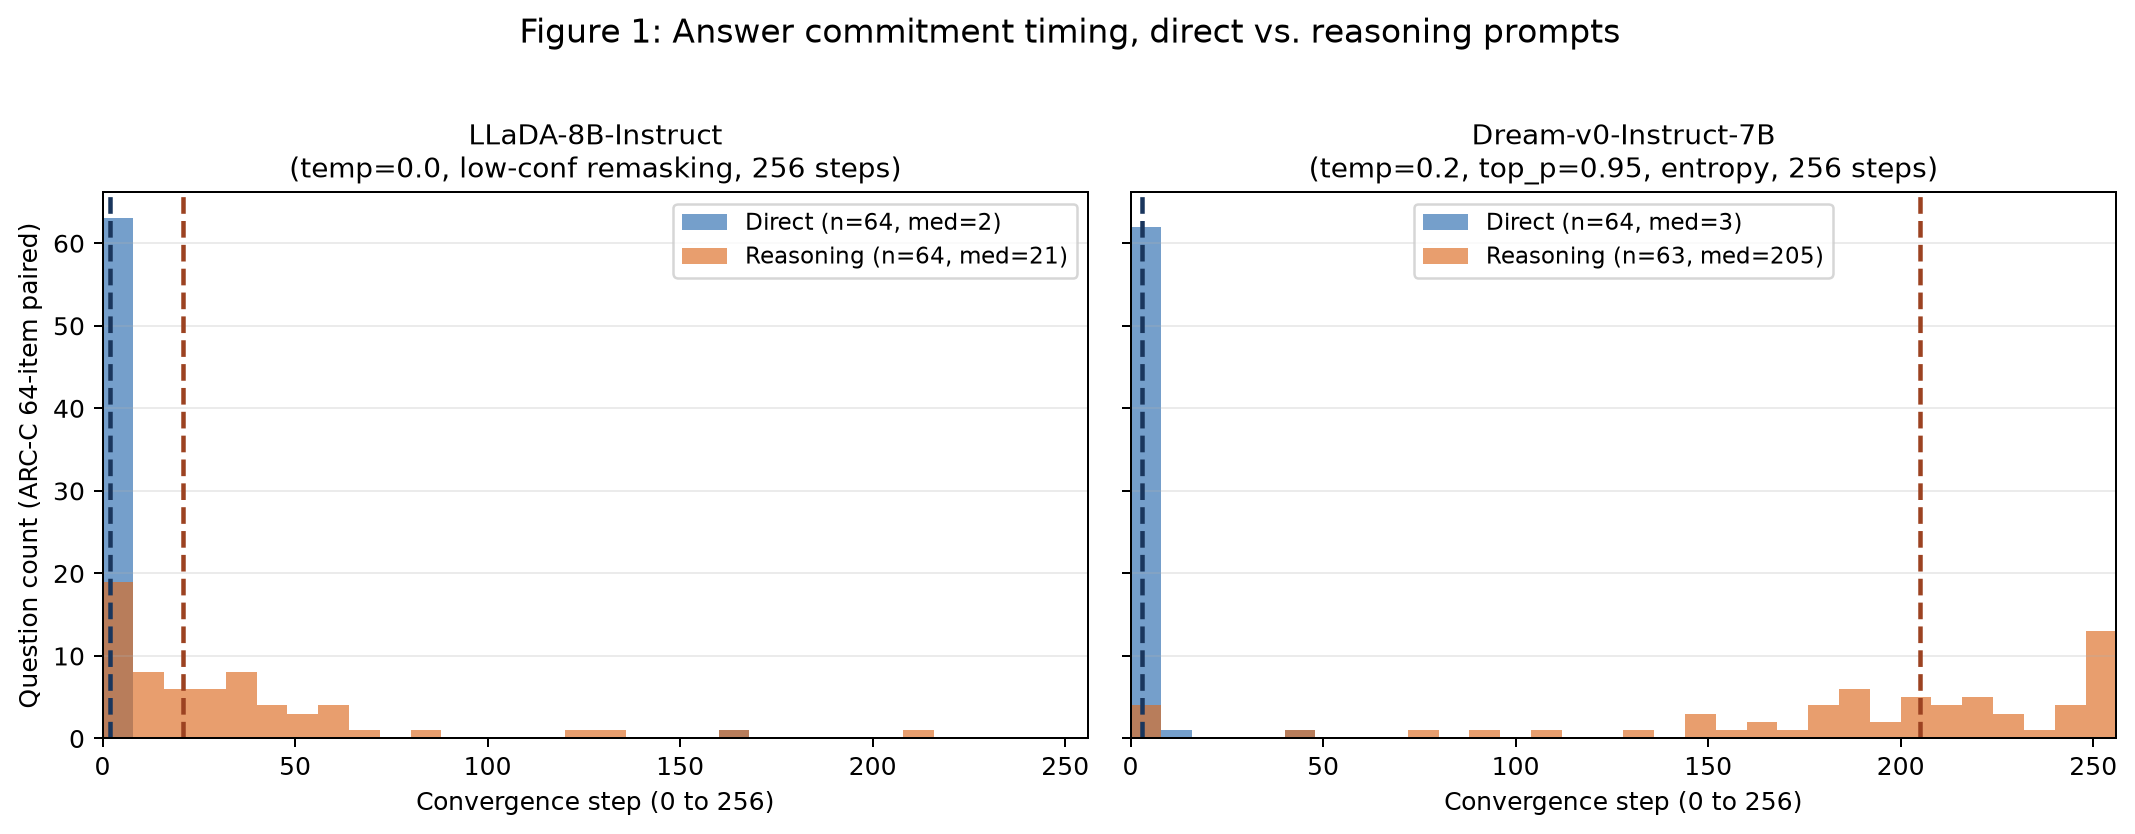 Figure 1: Answer commitment timing, direct vs. reasoning prompts
LLaDA-8B-Instruct
(temp=0.0, low-conf remasking, 256 steps)
Direct (n=64, med=2)
Reasoning (n=64, med=21)
Question count (ARC-C 64-item paired)
60
50
40
30
20
10
0
0 50 100 150 200 250
Convergence step (0 to 256)
Dream-v0-Instruct-7B
(temp=0.2, top_p=0.95, entropy, 256 steps)
Direct (n=64, med=3)
Reasoning (n=63, med=205)
0 50 100 150 200 250
Convergence step (0 to 256)